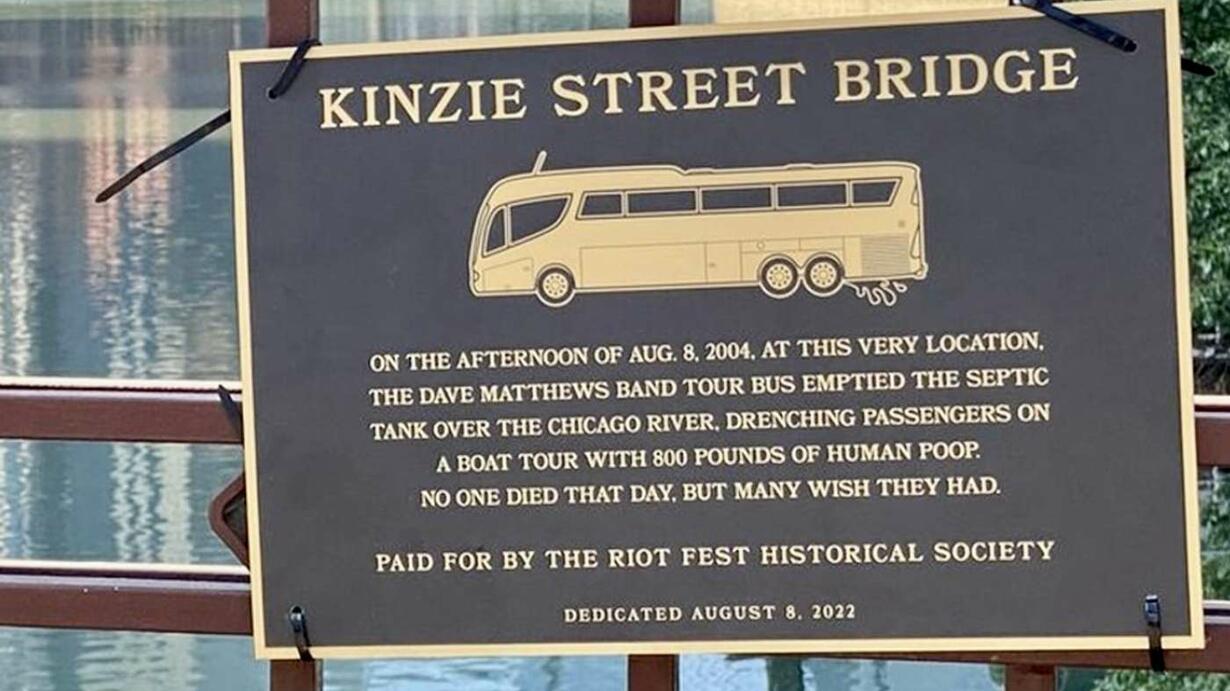 KINZIE STREET BRIDGE
ON THE AFTERNOON OF AUG. 8, 2004, AT THIS VERY LOCATION,
THE DAVE MATTHEWS BAND TOUR BUS EMPTIED THE SEPTIC
TANK OVER THE CHICAGO RIVER, DRENCHING PASSENGERS ON
A BOAT TOUR WITH 800 POUNDS OF HUMAN POOP.
NO ONE DIED THAT DAY, BUT MANY WISH THEY HAD.
PAID FOR BY THE RIOT FEST HISTORICAL SOCIETY
DEDICATED AUGUST 8, 2022